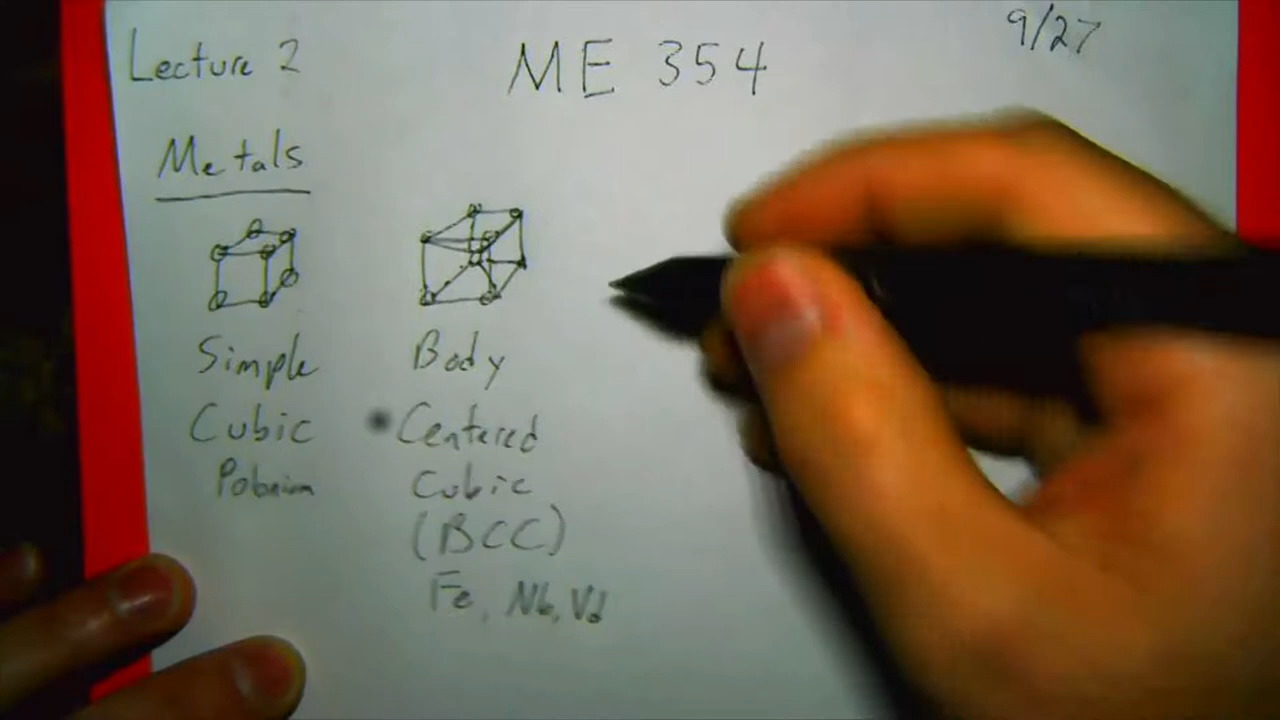 Lecture 2
ME 354
9/27
Metals
Simple
Cubic
Polonium
Body
Centered
Cubic
(BCC)
Fe, Nb, Vd